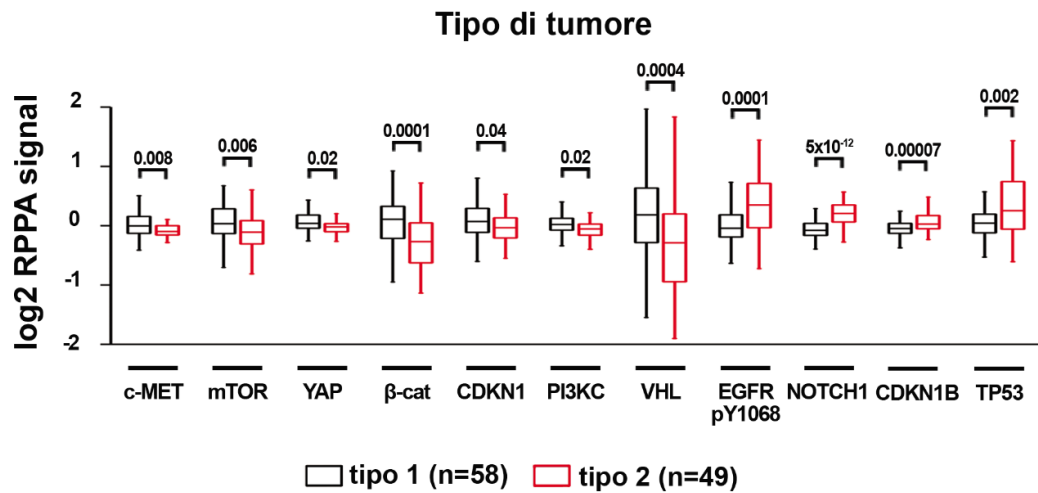 Tipo di tumore
log2 RPPA signal
2
1
0
-1
-2
0.008
0.006
0.02
0.0001
0.04
0.02
0.0004
0.0001
5x10⁻¹²
0.00007
0.002
c-MET mTOR YAP β-cat CDKN1 PI3KC VHL EGFR NOTCH1 CDKN1B TP53
pY1068
tipo 1 (n=58) tipo 2 (n=49)